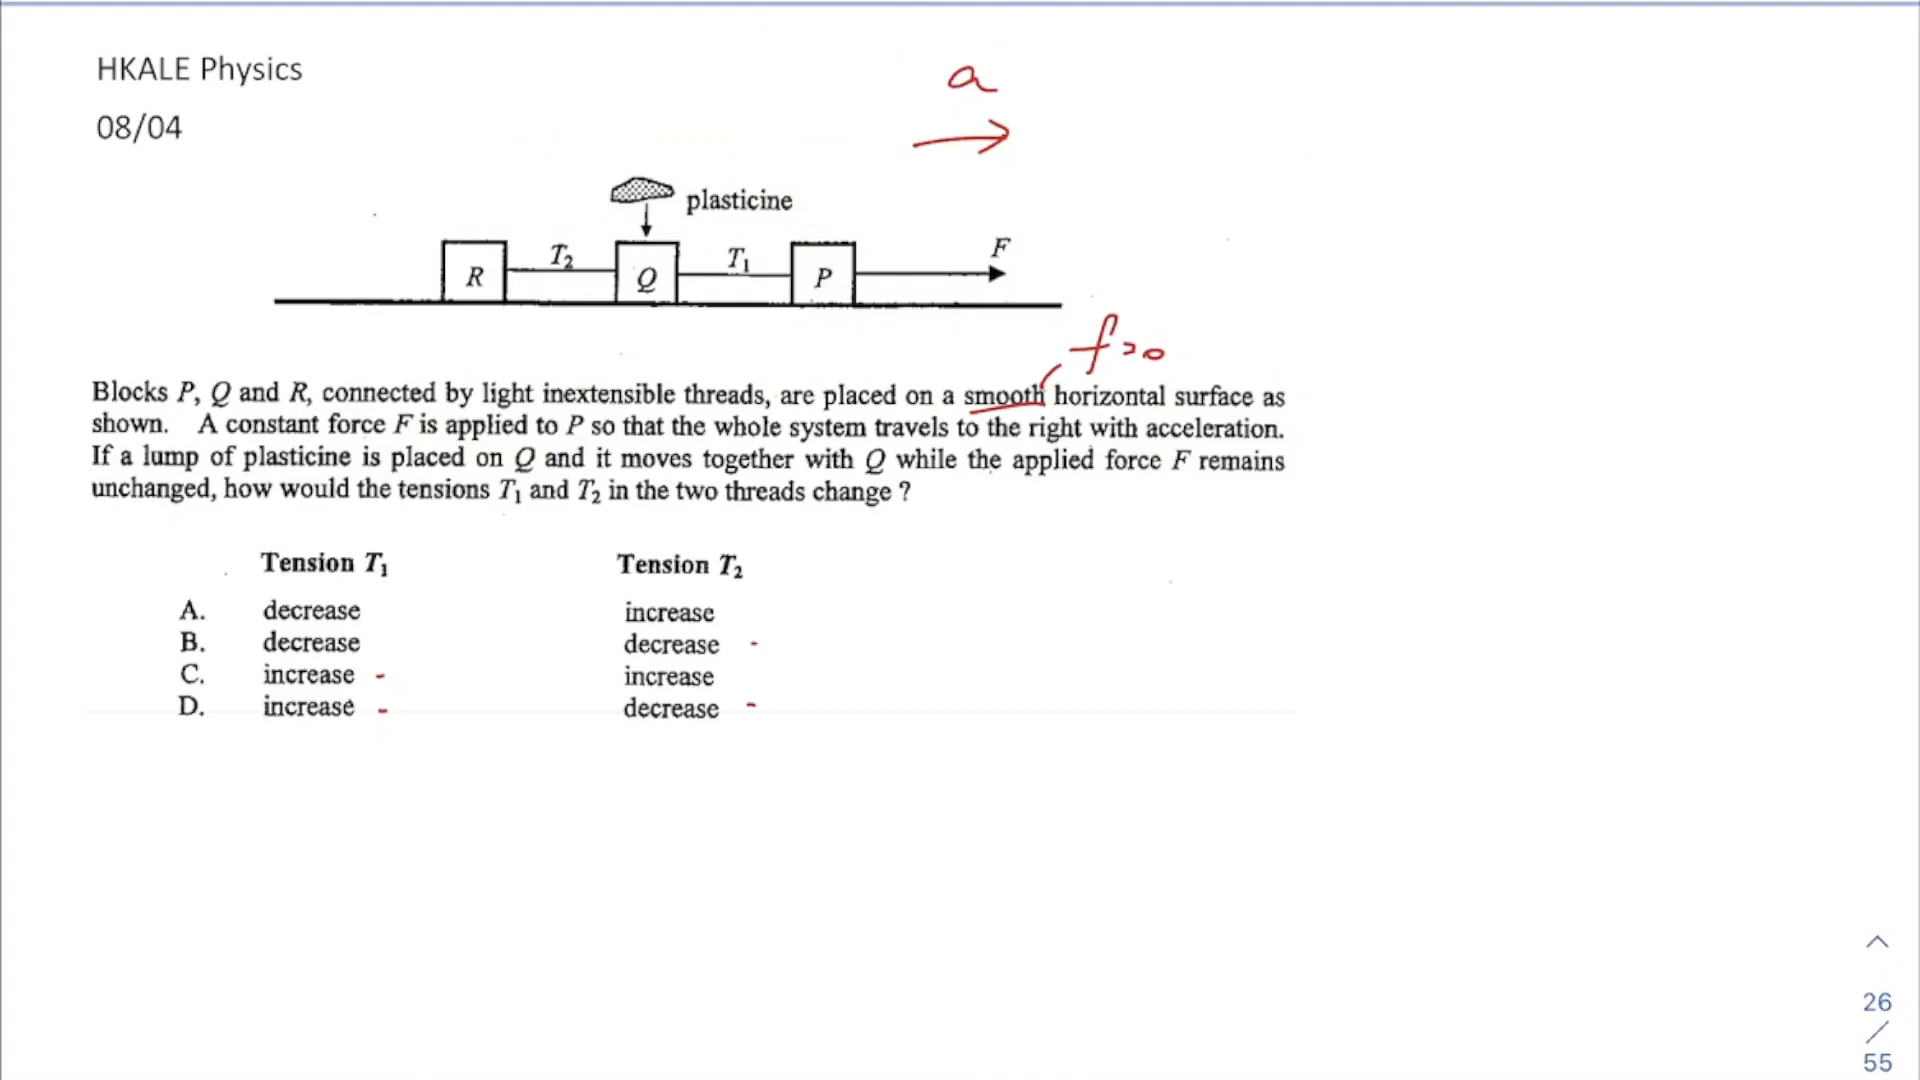 HKALE Physics
08/04
a
plasticine
R
T₂
Q
T₁
P
F
f=0
Blocks P, Q and R, connected by light inextensible threads, are placed on a smooth horizontal surface as
shown. A constant force F is applied to P so that the whole system travels to the right with acceleration.
If a lump of plasticine is placed on Q and it moves together with Q while the applied force F remains
unchanged, how would the tensions T₁ and T₂ in the two threads change ?
Tension T₁ Tension T₂
A. decrease increase
B. decrease decrease
C. increase increase
D. increase decrease
26
/
55